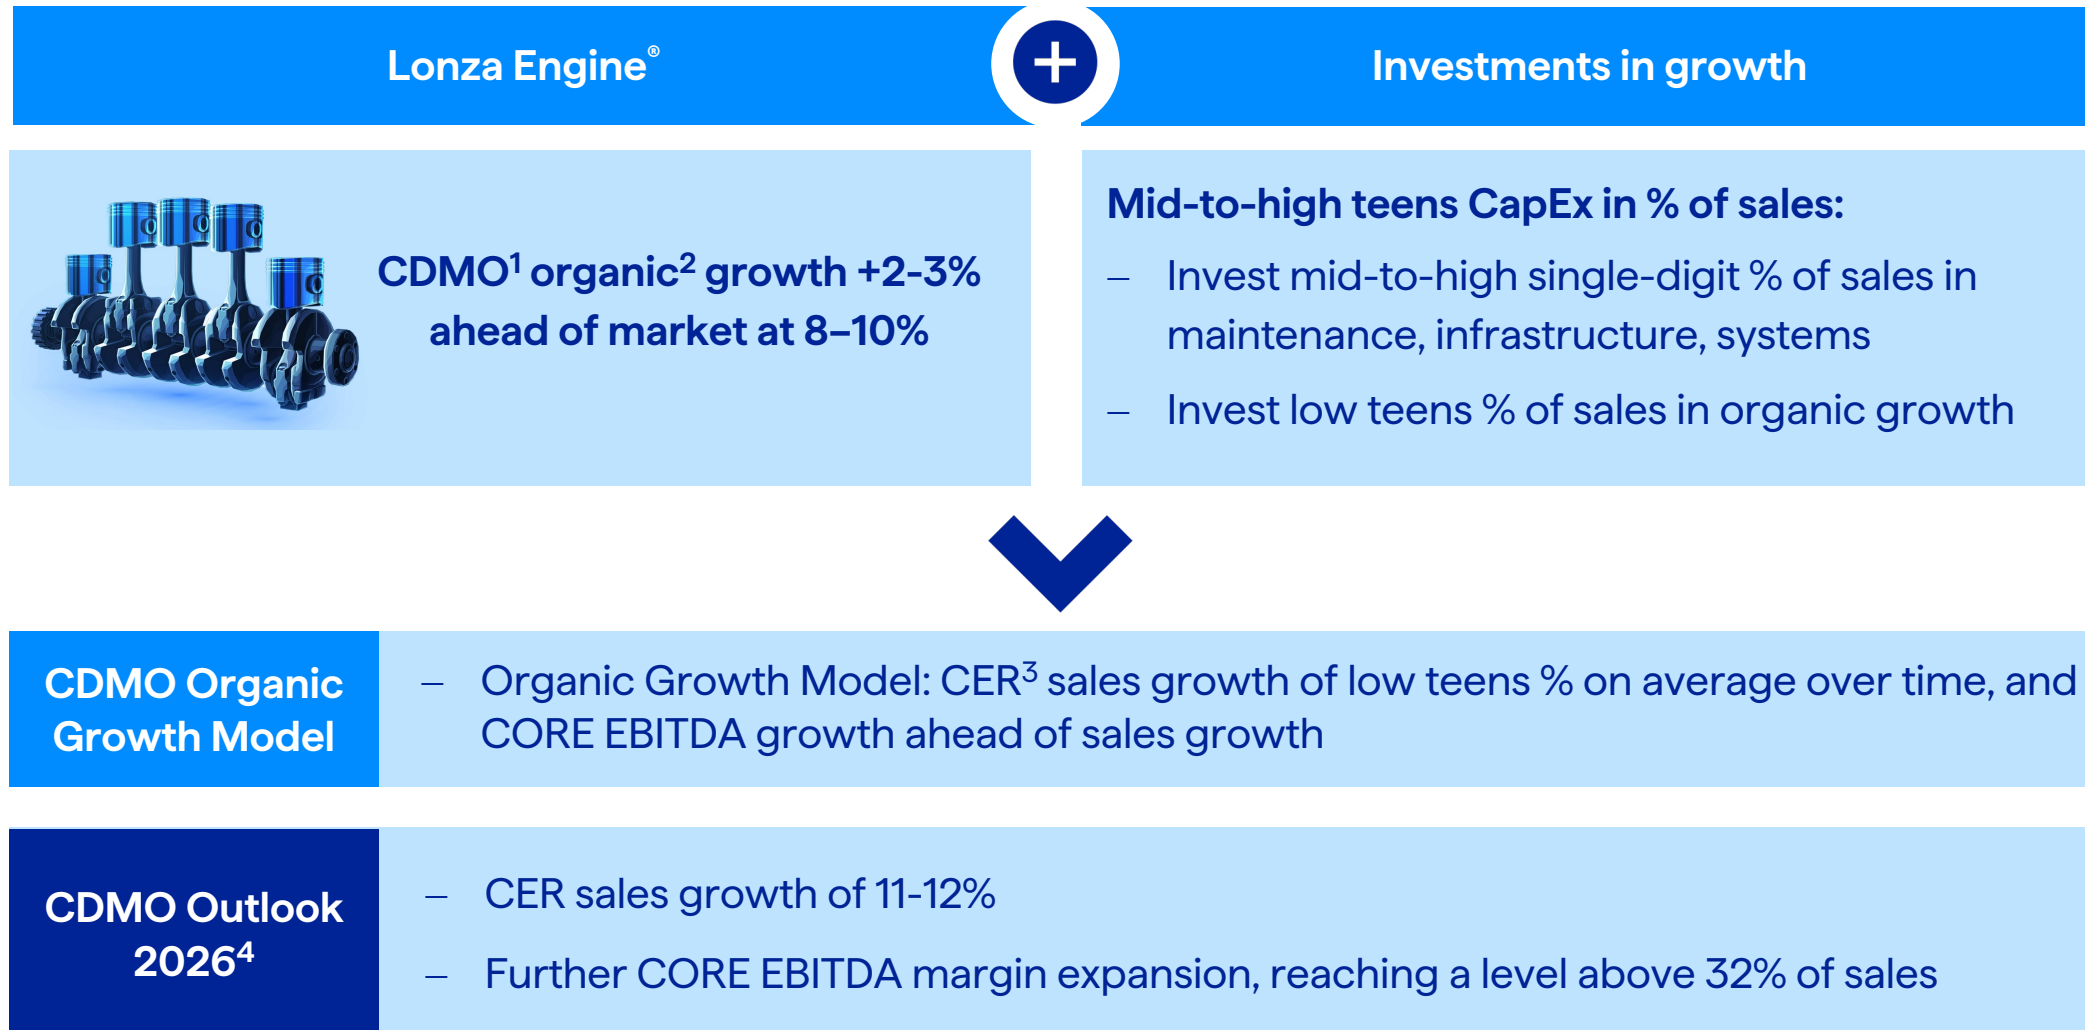 Lonza Engine®
+
Investments in growth
CDMO¹ organic² growth +2-3%
ahead of market at 8–10%
Mid-to-high teens CapEx in % of sales:
– Invest mid-to-high single-digit % of sales in
maintenance, infrastructure, systems
– Invest low teens % of sales in organic growth
CDMO Organic
Growth Model
– Organic Growth Model: CER³ sales growth of low teens % on average over time, and
CORE EBITDA growth ahead of sales growth
CDMO Outlook
2026⁴
– CER sales growth of 11-12%
– Further CORE EBITDA margin expansion, reaching a level above 32% of sales